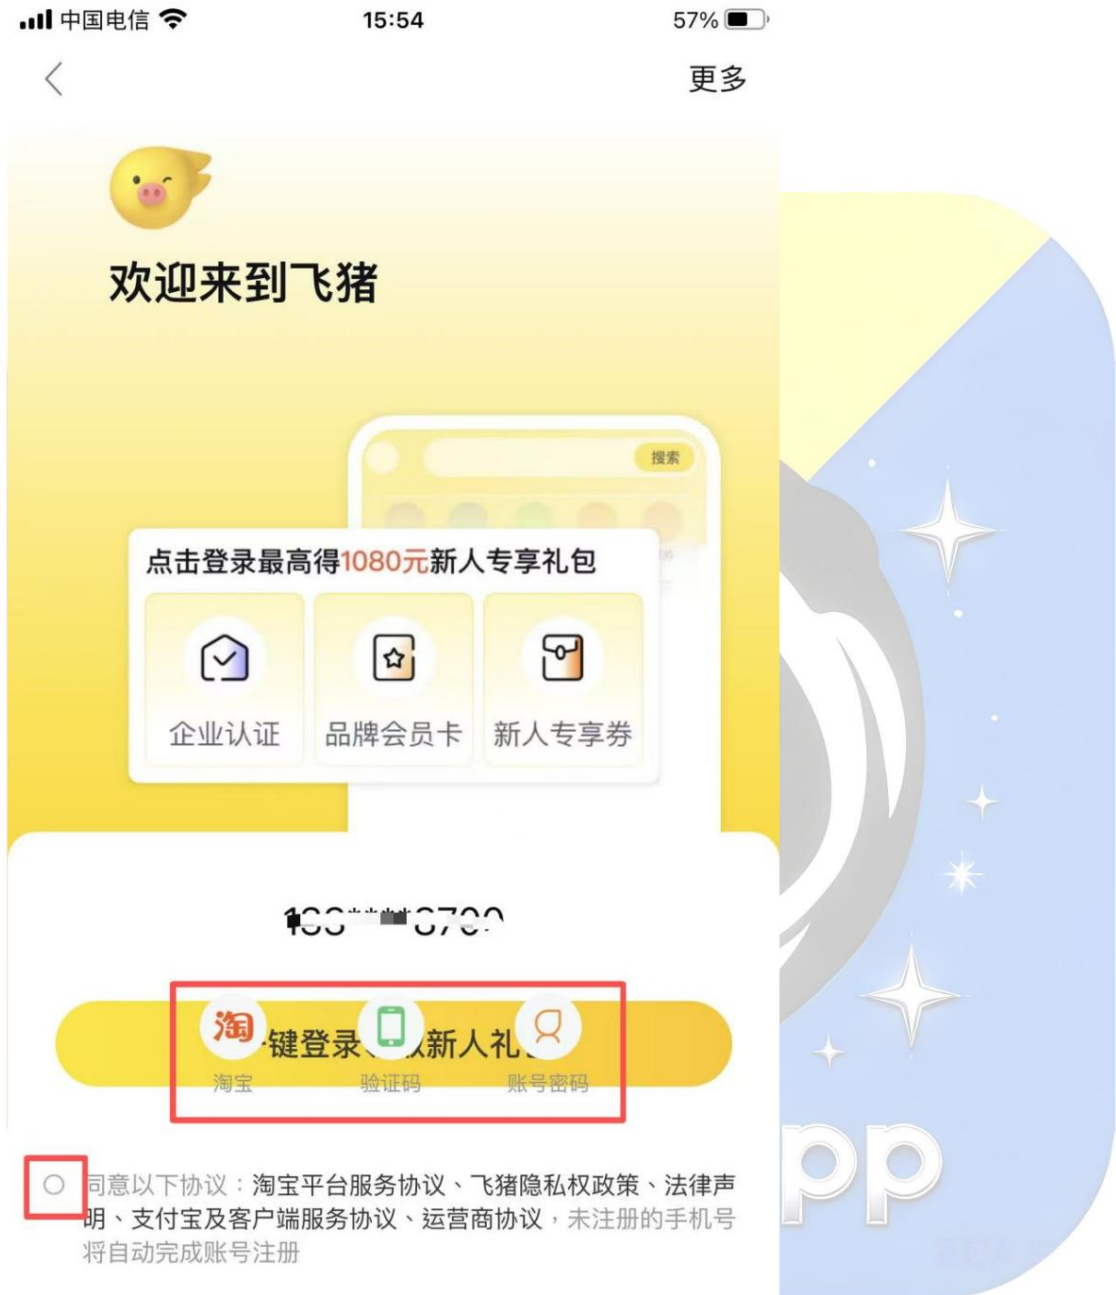 中国电信
15:54
57%
更多
欢迎来到飞猪
搜索
点击登录最高得1080元新人专享礼包
企业认证
品牌会员卡
新人专享券
淘
键登录
新人礼
淘宝
验证码
账号密码
同意以下协议：淘宝平台服务协议、飞猪隐私权政策、法律声
明、支付宝及客户端服务协议、运营商协议，未注册的手机号
将自动完成账号注册
pp